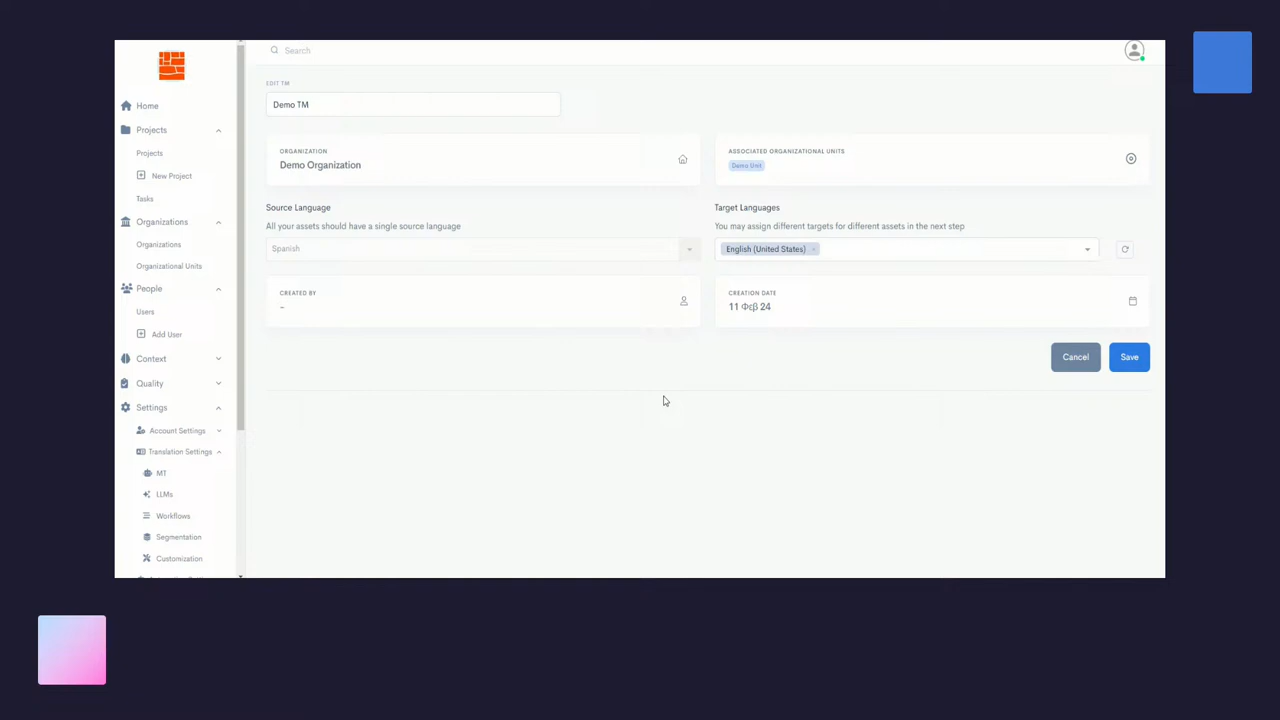 Search
Home
Projects
Projects
New Project
Tasks
Organizations
Organizations
Organizational Units
People
Users
Add User
Context
Quality
Settings
Account Settings
Translation Settings
MT
LLMs
Workflows
Segmentation
Customization
EDIT TM
Demo TM
ORGANIZATION
Demo Organization
ASSOCIATED ORGANIZATIONAL UNITS
Demo Unit
Source Language
All your assets should have a single source language
Spanish
Target Languages
You may assign different targets for different assets in the next step
English (United States) ×
CREATED BY
-
CREATION DATE
11 Φεβ 24
Cancel
Save